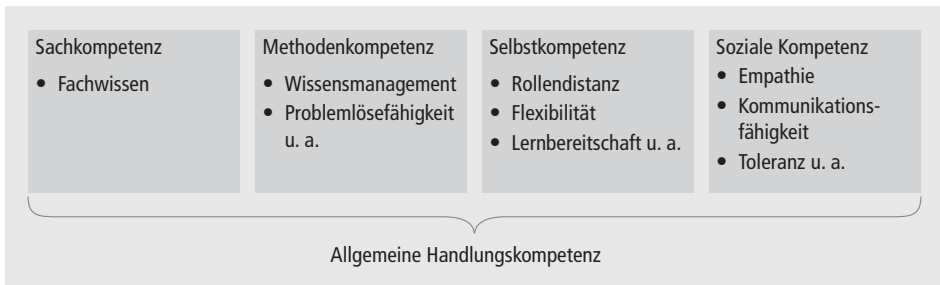 Sachkompetenz
• Fachwissen
Methodenkompetenz
• Wissensmanagement
• Problemlösefähigkeit
u. a.
Selbstkompetenz
• Rollendistanz
• Flexibilität
• Lernbereitschaft u. a.
Soziale Kompetenz
• Empathie
• Kommunikations-
fähigkeit
• Toleranz u. a.
Allgemeine Handlungskompetenz